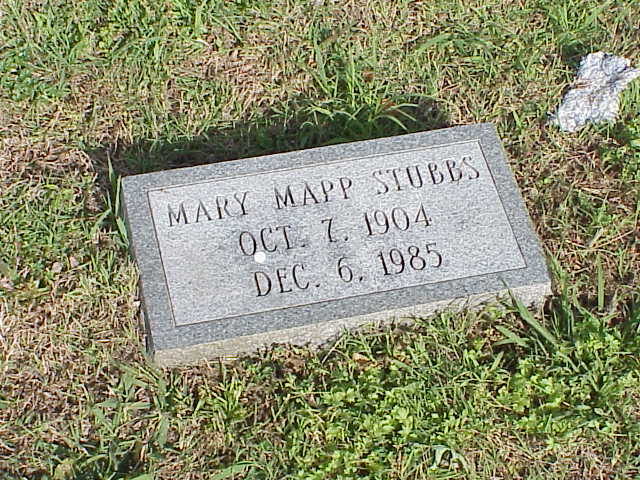 MARY MAPP STUBBS
OCT. 7, 1904
DEC. 6, 1985